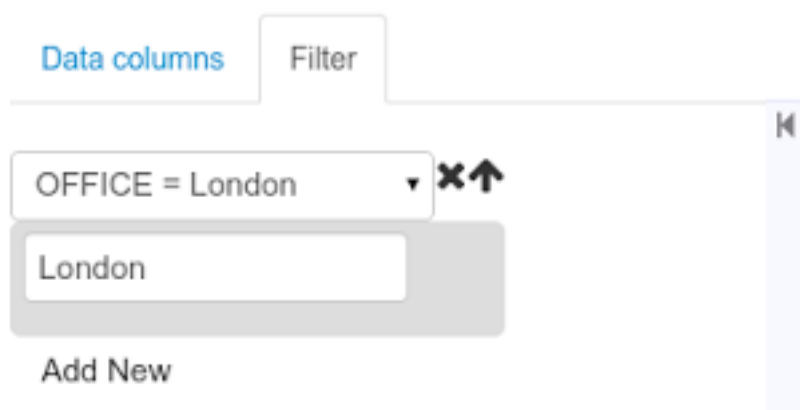 Data columns Filter
OFFICE = London
London
Add New